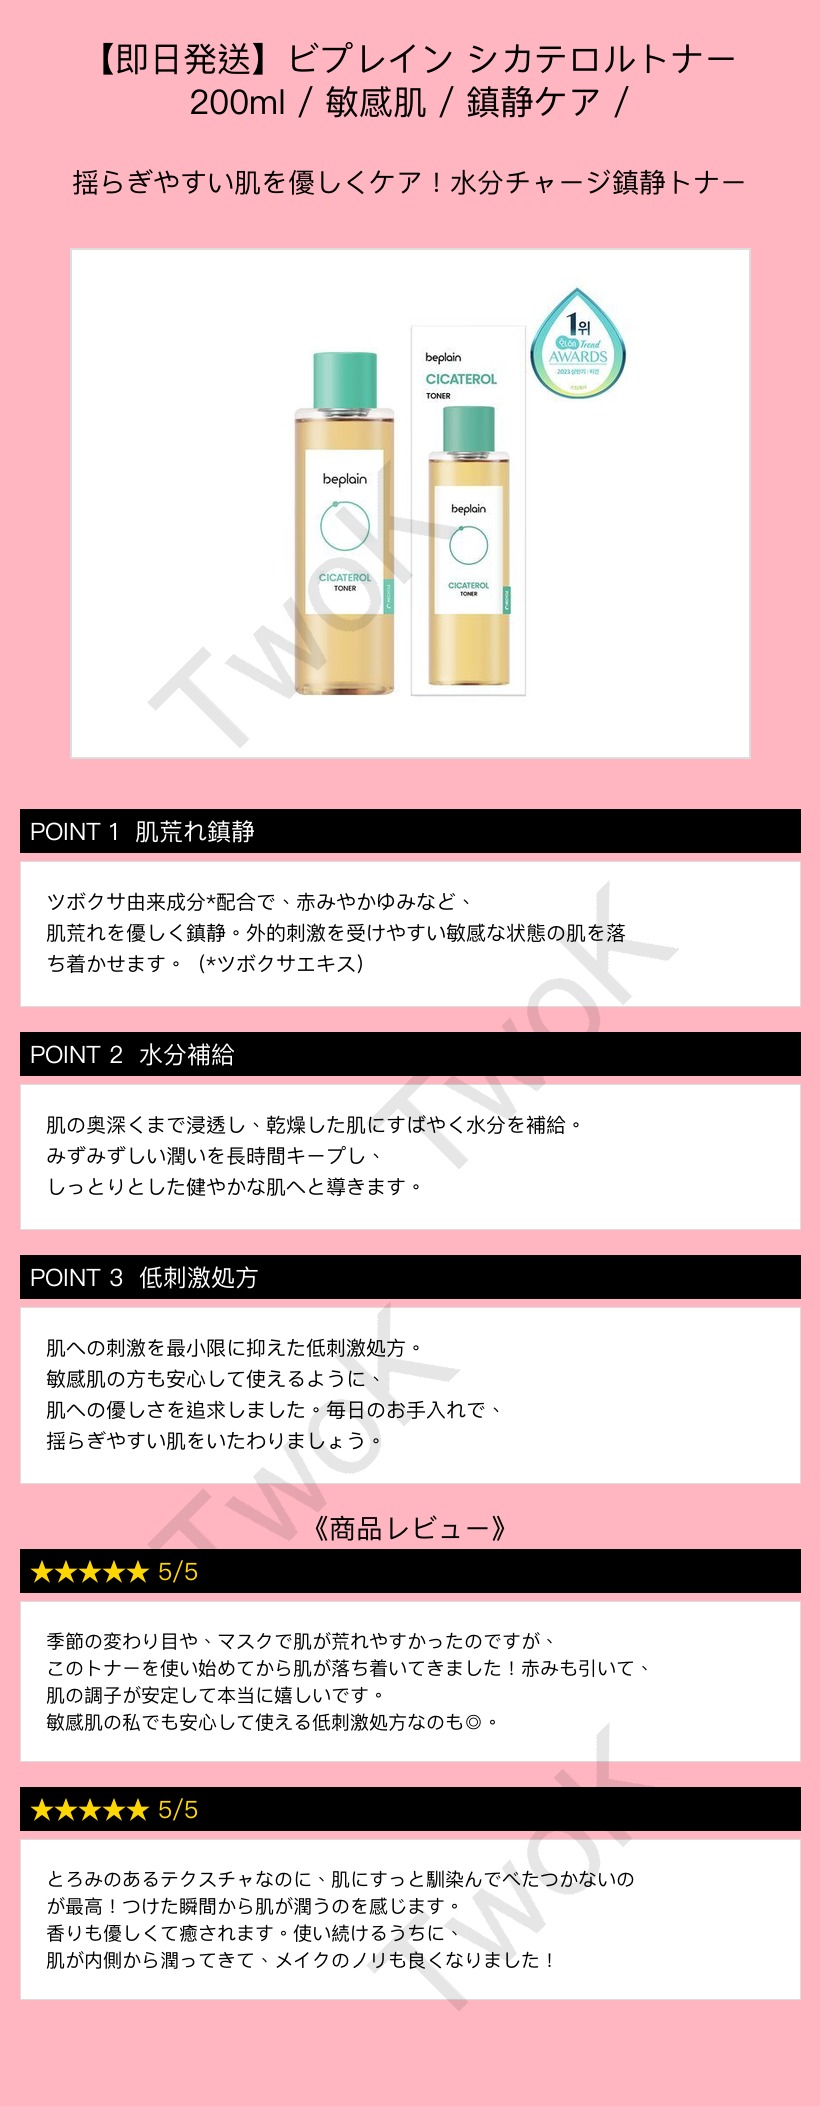 【即日発送】ビプレイン シカテロルトナー
200ml / 敏感肌 / 鎮静ケア /
揺らぎやすい肌を優しくケア！水分チャージ鎮静トナー
1위
Trend
AWARDS
2023 상반기
beplain
CICATEROL
TONER
beplain
CICATEROL
TONER
beplain
CICATEROL
TONER
TwoK
POINT 1 肌荒れ鎮静
ツボクサ由来成分*配合で、赤みやかゆみなど、
肌荒れを優しく鎮静。外的刺激を受けやすい敏感な状態の肌を落
ち着かせます。（*ツボクサエキス）
TwoK
POINT 2 水分補給
肌の奥深くまで浸透し、乾燥した肌にすばやく水分を補給。
みずみずしい潤いを長時間キープし、
しっとりとした健やかな肌へと導きます。
POINT 3 低刺激処方
肌への刺激を最小限に抑えた低刺激処方。
敏感肌の方も安心して使えるように、
肌への優しさを追求しました。毎日のお手入れで、
揺らぎやすい肌をいたわりましょう。
TwoK
《商品レビュー》
★★★★★ 5/5
季節の変わり目や、マスクで肌が荒れやすかったのですが、
このトナーを使い始めてから肌が落ち着いてきました！赤みも引いて、
肌の調子が安定して本当に嬉しいです。
敏感肌の私でも安心して使える低刺激処方なのも◎。
★★★★★ 5/5
とろみのあるテクスチャなのに、肌にすっと馴染んでべたつかないの
が最高！つけた瞬間から肌が潤うのを感じます。
香りも優しくて癒されます。使い続けるうちに、
肌が内側から潤ってきて、メイクのノリも良くなりました！
TwoK